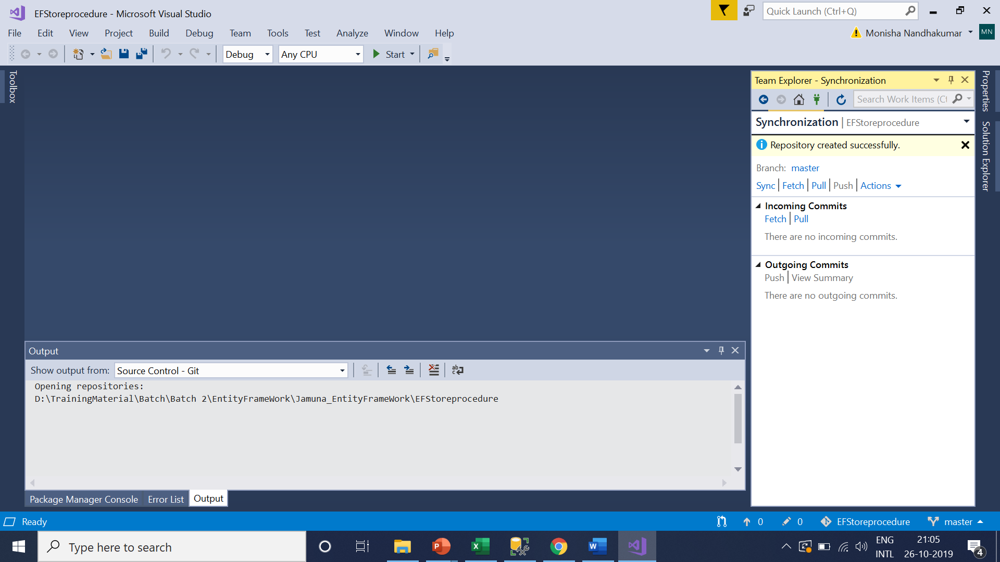 EFStoreprocedure - Microsoft Visual Studio
Quick Launch (Ctrl+Q)
File Edit View Project Build Debug Team Tools Test Analyze Window Help
Monisha Nandhakumar MN
Debug Any CPU Start
Toolbox
Team Explorer - Synchronization
Search Work Items (Ct
Synchronization | EFStoreprocedure
Repository created successfully.
Branch: master
Sync Fetch Pull Push Actions
Incoming Commits
Fetch Pull
There are no incoming commits.
Outgoing Commits
Push View Summary
There are no outgoing commits.
Properties
Solution Explorer
Output
Show output from: Source Control - Git
Opening repositories:
D:\TrainingMaterial\Batch\Batch 2\EntityFrameWork\Jamuna_EntityFrameWork\EFStoreprocedure
Package Manager Console Error List Output
Ready 0 0 EFStoreprocedure master
Type here to search
ENG
INTL
21:05
26-10-2019
4